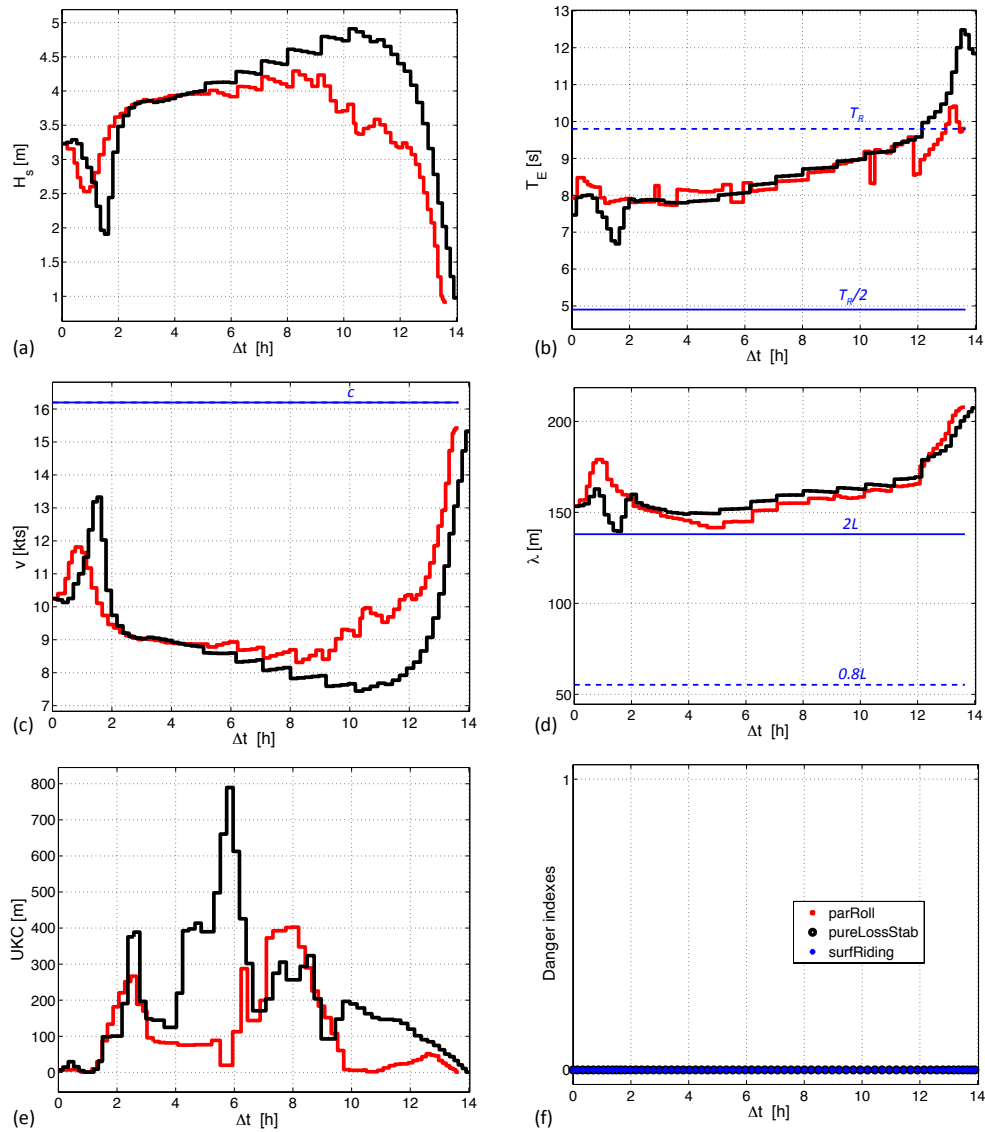 5
4.5
4
3.5
3
2.5
2
1.5
1
H_s [m]
0 2 4 6 8 10 12 14
Δt [h]
(a)
13
12
11
10
9
8
7
6
5
T_E [s]
T_R
T_R/2
0 2 4 6 8 10 12 14
Δt [h]
(b)
16
15
14
13
12
11
10
9
8
7
v [kts]
c
0 2 4 6 8 10 12 14
Δt [h]
(c)
200
150
100
50
λ [m]
2L
0.8L
0 2 4 6 8 10 12 14
Δt [h]
(d)
800
700
600
500
400
300
200
100
0
UKC [m]
0 2 4 6 8 10 12 14
Δt [h]
(e)
1
0
Danger indexes
parRoll
pureLossStab
surfRiding
0 2 4 6 8 10 12 14
Δt [h]
(f)